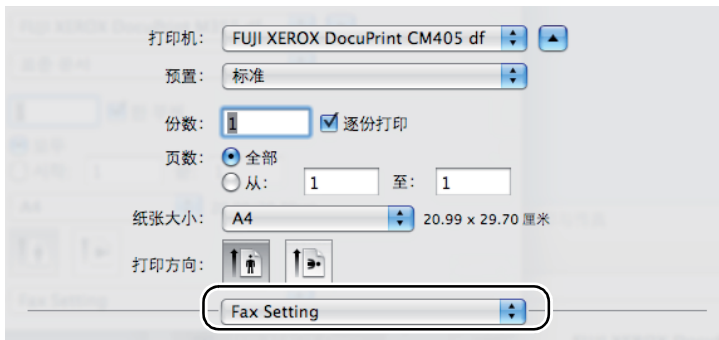 打印机: FUJI XEROX DocuPrint CM405 df
预置: 标准
份数: 1 逐份打印
页数: 全部
从: 1 至: 1
纸张大小: A4 20.99 x 29.70 厘米
打印方向:
Fax Setting